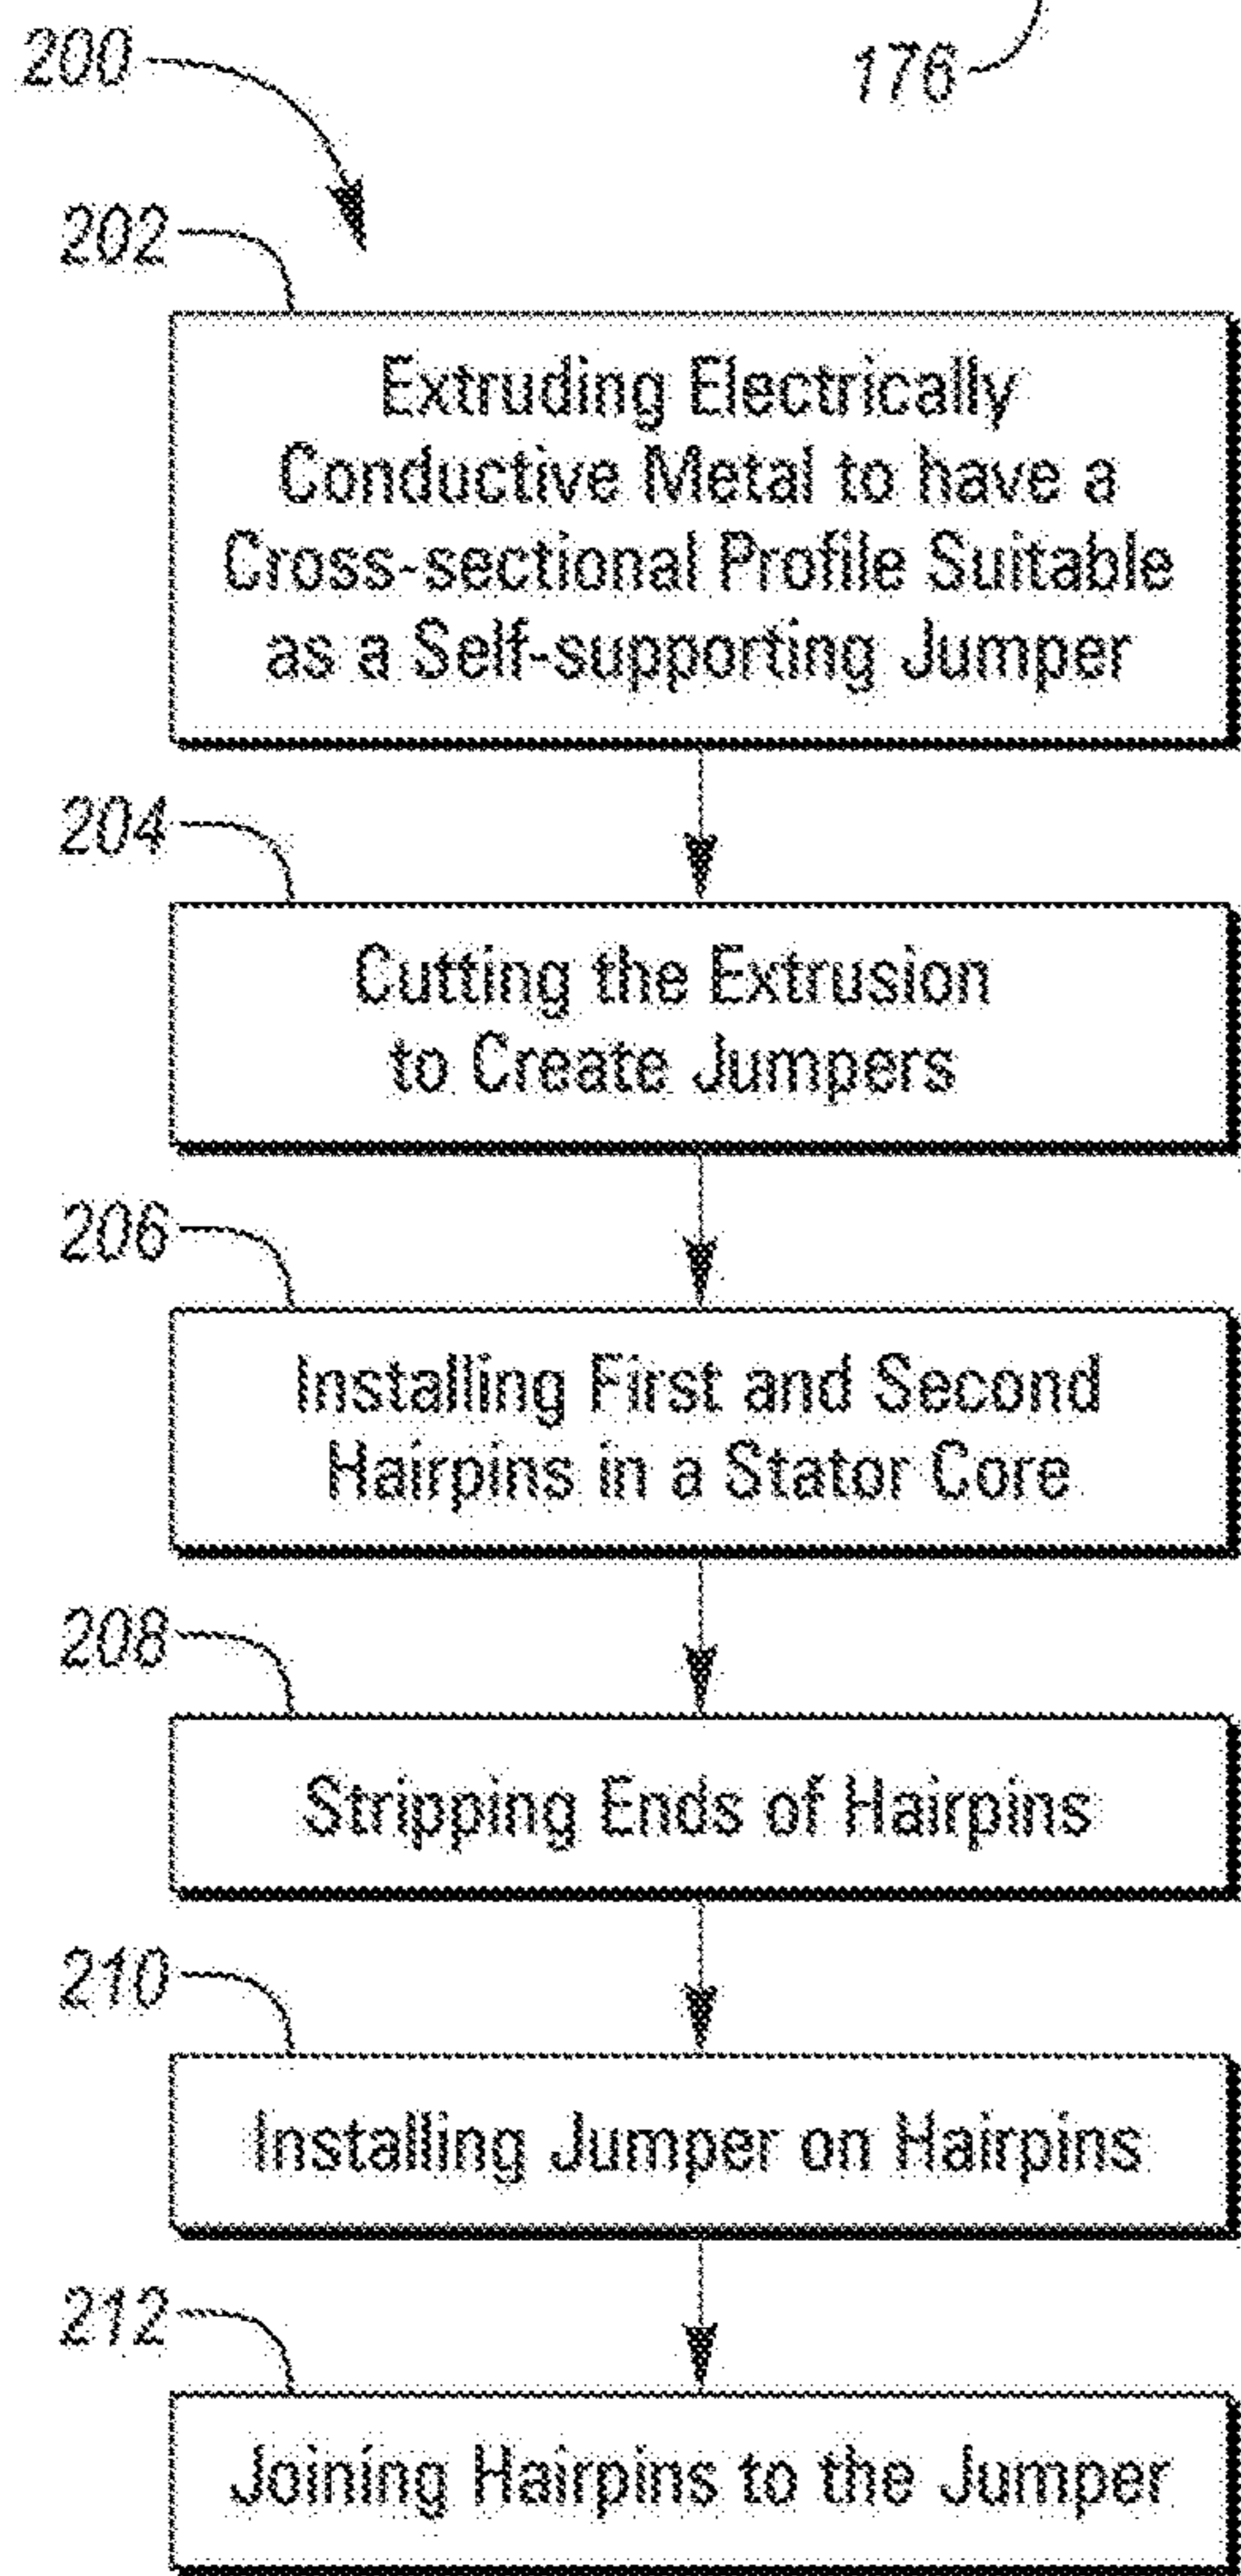 200
176
202
Extruding Electrically
Conductive Metal to have a
Cross-sectional Profile Suitable
as a Self-supporting Jumper
204
Cutting the Extrusion
to Create Jumpers
206
Installing First and Second
Hairpins in a Stator Core
208
Stripping Ends of Hairpins
210
Installing Jumper on Hairpins
212
Joining Hairpins to the Jumper